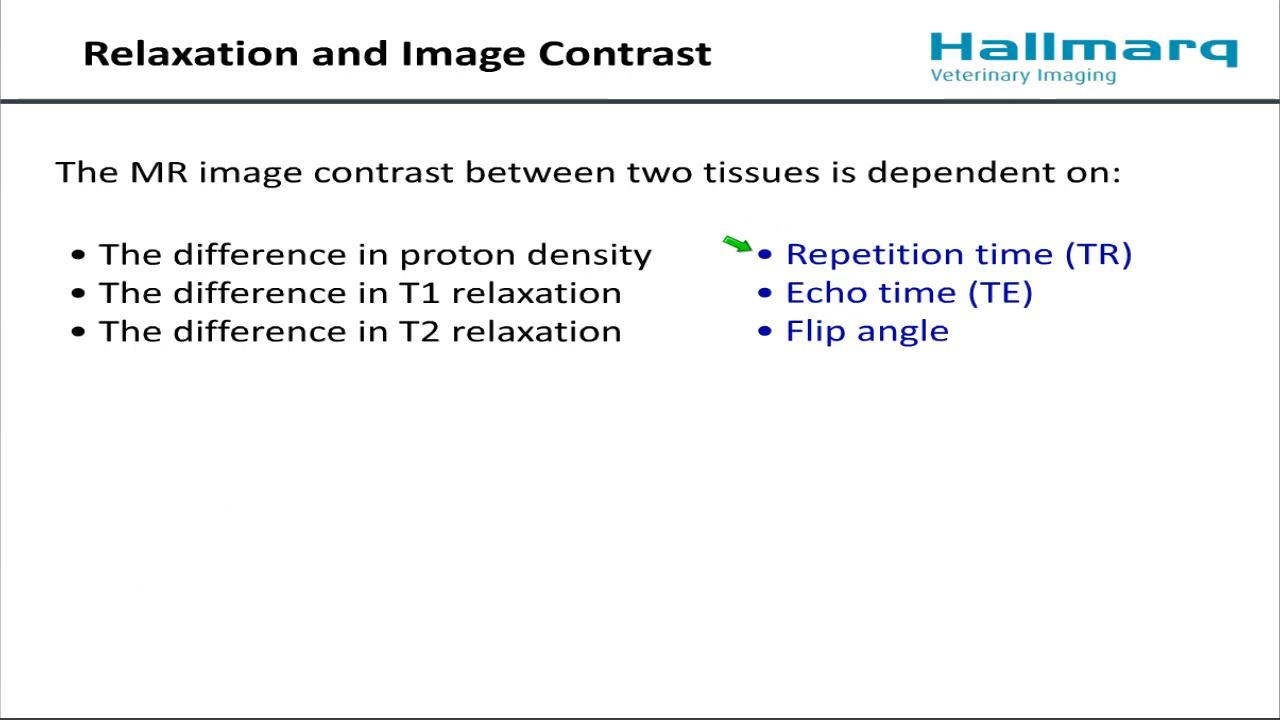 Relaxation and Image Contrast
Hallmarq
Veterinary Imaging
The MR image contrast between two tissues is dependent on:
• The difference in proton density
• The difference in T1 relaxation
• The difference in T2 relaxation
• Repetition time (TR)
• Echo time (TE)
• Flip angle